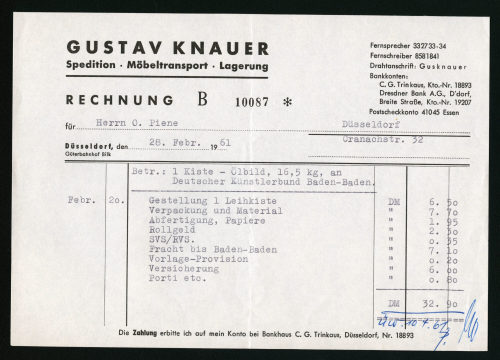 GUSTAV KNAUER
Spedition · Möbeltransport · Lagerung
Fernsprecher 332733-34
Fernschreiber 8581841
Drahtanschrift: Gusknauer
Bankkonten:
C. G. Trinkaus, Kto.-Nr. 18893
Dresdner Bank A.G., D'dorf,
Breite Straße, Kto.-Nr. 19207
Postscheckkonto 41045 Essen
RECHNUNG B 10087 *
für Herrn O. Piene Düsseldorf
Cranachstr. 32
Düsseldorf, den 28. Febr. 1961
Güterbahnhof Bilk
Betr.: 1 Kiste - Ölbild, 16,5 kg, an
Deutscher Künstlerbund Baden-Baden.
Febr. 20. Gestellung 1 Leihkiste DM 6. 50
Verpackung und Material " 7. 70
Abfertigung, Papiere " 1. 95
Rollgeld " 2. 30
SVS/RVS. " 0. 35
Fracht bis Baden-Baden " 7. 10
Vorlage-Provision " 0. 20
Versicherung " 6. 00
Porti etc. " 0. 80
DM 32. 90
Die Zahlung erbitte ich auf mein Konto bei Bankhaus C. G. Trinkaus, Düsseldorf, Nr. 18893